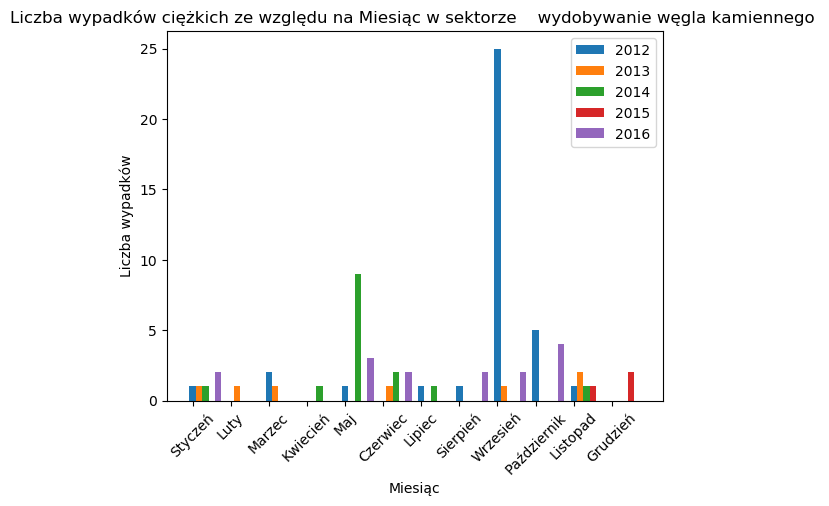 Liczba wypadków ciężkich ze względu na Miesiąc w sektorze    wydobywanie węgla kamiennego
2012
2013
2014
2015
2016
Liczba wypadków
25
20
15
10
5
0
Styczeń
Luty
Marzec
Kwiecień
Maj
Czerwiec
Lipiec
Sierpień
Wrzesień
Październik
Listopad
Grudzień
Miesiąc